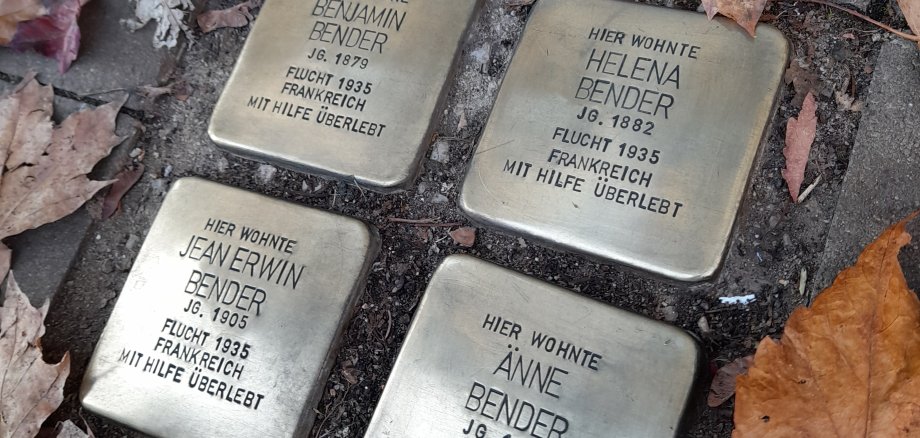 BENJAMIN
BENDER
JG. 1879
FLUCHT 1935
FRANKREICH
MIT HILFE ÜBERLEBT
HIER WOHNTE
HELENA
BENDER
JG. 1882
FLUCHT 1935
FRANKREICH
MIT HILFE ÜBERLEBT
HIER WOHNTE
JEAN ERWIN
BENDER
JG. 1905
FLUCHT 1935
FRANKREICH
MIT HILFE ÜBERLEBT
HIER WOHNTE
ÄNNE
BENDER
JG.